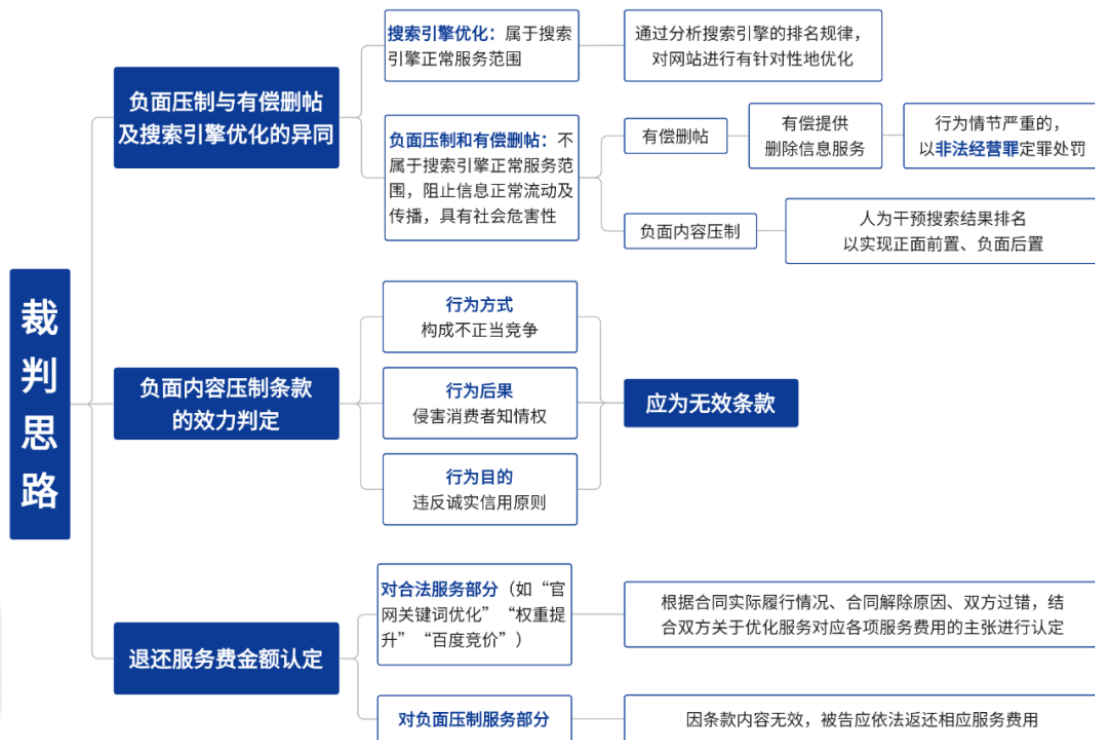 裁
判
思
路
负面压制与有偿删帖
及搜索引擎优化的异同
搜索引擎优化：属于搜索
引擎正常服务范围
通过分析搜索引擎的排名规律，
对网站进行有针对性地优化
负面压制和有偿删帖：不
属于搜索引擎正常服务范
围，阻止信息正常流动及
传播，具有社会危害性
有偿删帖
有偿提供
删除信息服务
行为情节严重的，
以非法经营罪定罪处罚
负面内容压制
人为干预搜索结果排名
以实现正面前置、负面后置
负面内容压制条款
的效力判定
行为方式
构成不正当竞争
行为后果
侵害消费者知情权
行为目的
违反诚实信用原则
应为无效条款
退还服务费金额认定
对合法服务部分（如“官
网关键词优化”“权重提
升”“百度竞价”）
根据合同实际履行情况、合同解除原因、双方过错，结
合双方关于优化服务对应各项服务费用的主张进行认定
对负面压制服务部分
因条款内容无效，被告应依法返还相应服务费用